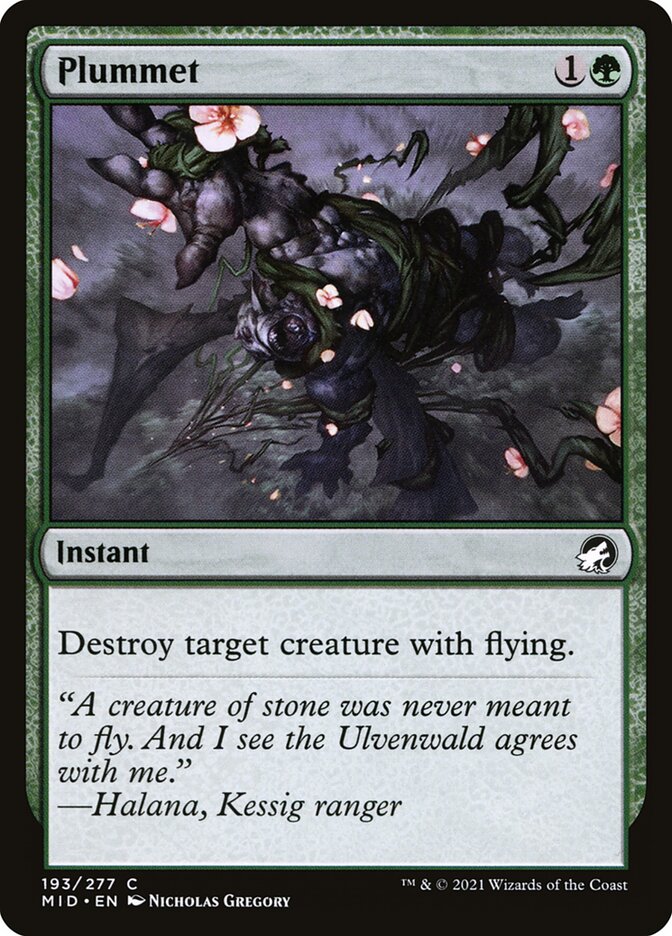 Plummet 1
Instant
Destroy target creature with flying.
“A creature of stone was never meant
to fly. And I see the Ulvenwald agrees
with me.”
—Halana, Kessig ranger
193/277 C
MID • EN Nicholas Gregory
™ & © 2021 Wizards of the Coast